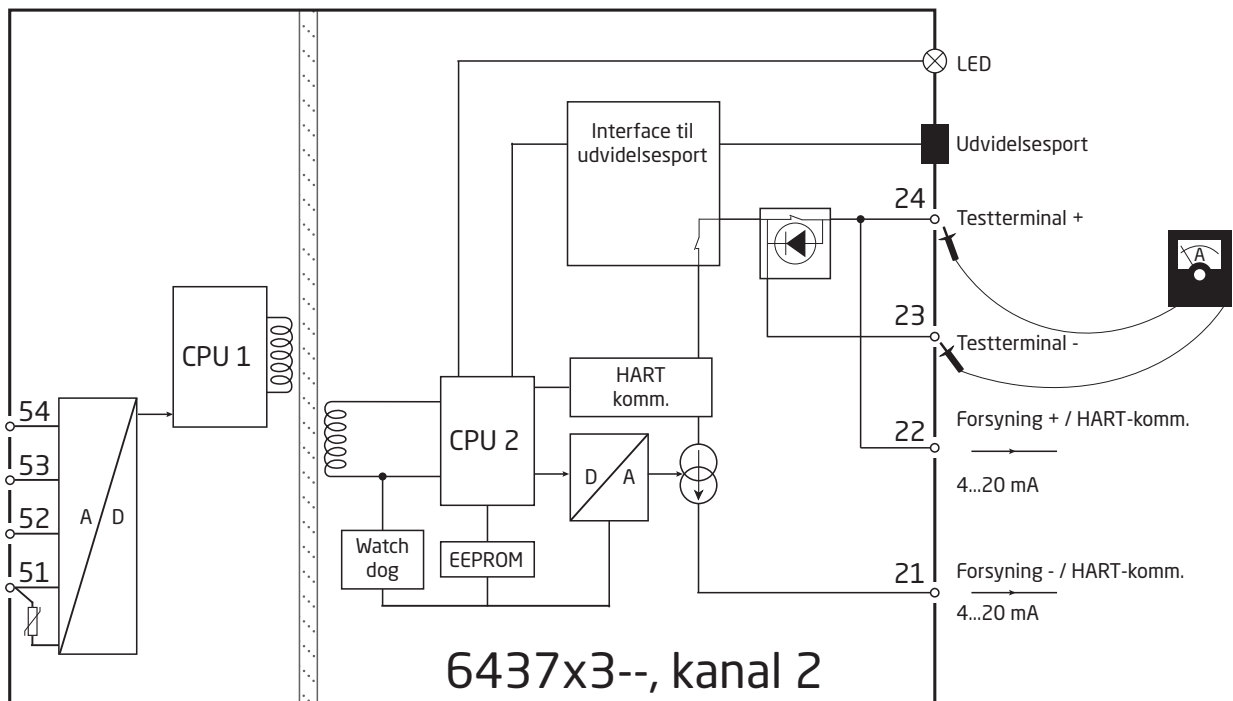 LED
Interface til
udvidelsesport
Udvidelsesport
24
Testterminal +
A
23
Testterminal -
CPU 1
HART
komm.
54
CPU 2
22
Forsyning + / HART-komm.
4...20 mA
53
D
A
52
A
D
Watch
dog
EEPROM
51
21
Forsyning - / HART-komm.
4...20 mA
6437x3--, kanal 2